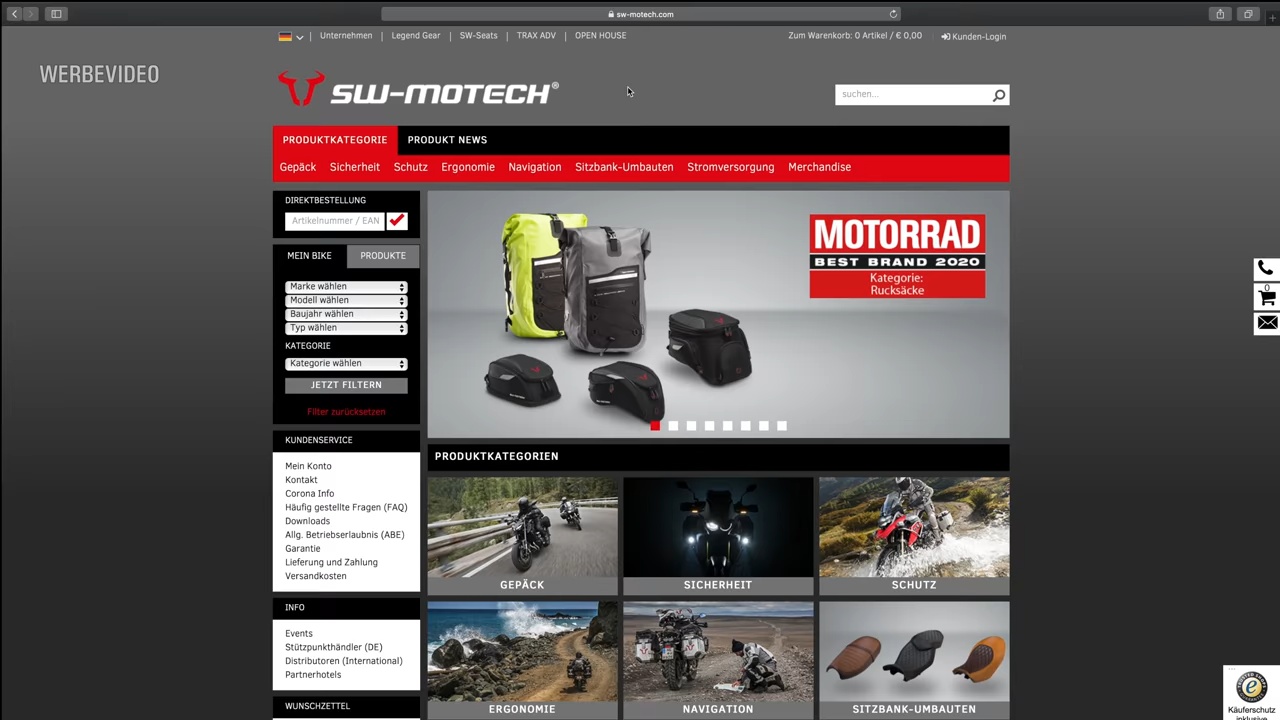 sw-motech.com
Unternehmen
Legend Gear
SW-Seats
TRAX ADV
OPEN HOUSE
Zum Warenkorb: 0 Artikel / € 0,00
Kunden-Login
WERBEVIDEO
SW-MOTECH®
suchen...
PRODUKTKATEGORIE
PRODUKT NEWS
Gepäck
Sicherheit
Schutz
Ergonomie
Navigation
Sitzbank-Umbauten
Stromversorgung
Merchandise
DIREKTBESTELLUNG
Artikelnummer / EAN
MEIN BIKE
PRODUKTE
Marke wählen
Modell wählen
Baujahr wählen
Typ wählen
KATEGORIE
Kategorie wählen
JETZT FILTERN
Filter zurücksetzen
MOTORRAD
BEST BRAND 2020
Kategorie:
Rucksäcke
0
KUNDENSERVICE
Mein Konto
Kontakt
Corona Info
Häufig gestellte Fragen (FAQ)
Downloads
Allg. Betriebserlaubnis (ABE)
Garantie
Lieferung und Zahlung
Versandkosten
INFO
Events
Stützpunkthändler (DE)
Distributoren (International)
Partnerhotels
WUNSCHZETTEL
PRODUKTKATEGORIEN
GEPÄCK
SICHERHEIT
SCHUTZ
ERGONOMIE
NAVIGATION
SITZBANK-UMBAUTEN
Käuferschutz
inklusive